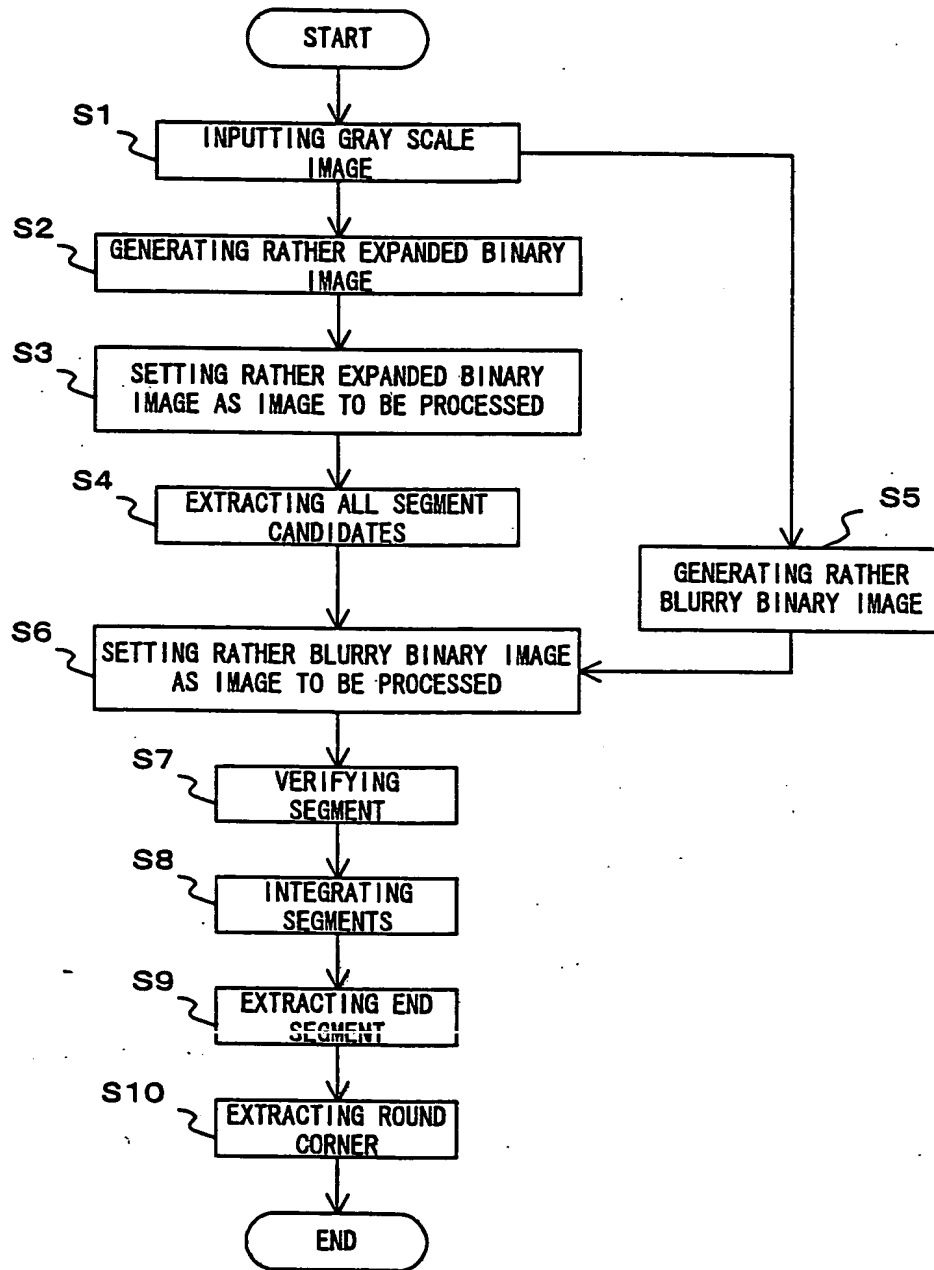 START
S1
INPUTTING GRAY SCALE
IMAGE
S2
GENERATING RATHER EXPANDED BINARY
IMAGE
S3
SETTING RATHER EXPANDED BINARY
IMAGE AS IMAGE TO BE PROCESSED
S4
EXTRACTING ALL SEGMENT
CANDIDATES
S5
GENERATING RATHER
BLURRY BINARY IMAGE
S6
SETTING RATHER BLURRY BINARY IMAGE
AS IMAGE TO BE PROCESSED
S7
VERIFYING
SEGMENT
S8
INTEGRATING
SEGMENTS
S9
EXTRACTING END
SEGMENT
S10
EXTRACTING ROUND
CORNER
END